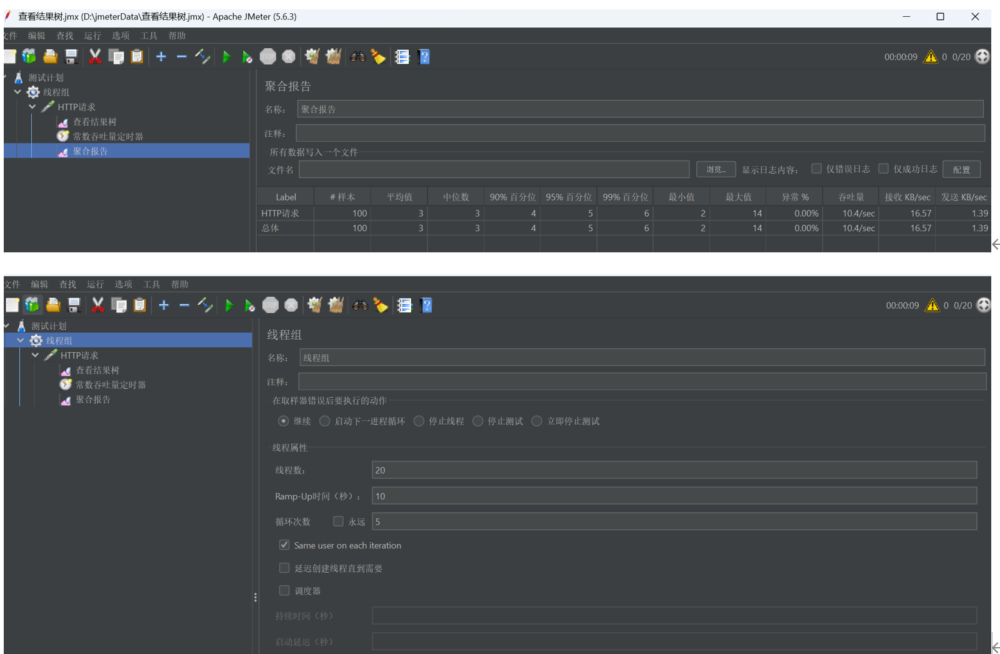 查看结果树.jmx (D:\jmeterData\查看结果树.jmx) - Apache JMeter (5.6.3)
文件 编辑 查找 运行 选项 工具 帮助
STOP 00:00:09 0 0/20
测试计划
线程组
HTTP请求
查看结果树
常数吞吐量定时器
聚合报告
聚合报告
名称： 聚合报告
注释：
所有数据写入一个文件
文件名 浏览... 显示日志内容： 仅错误日志 仅成功日志 配置
Label # 样本 平均值 中位数 90% 百分位 95% 百分位 99% 百分位 最小值 最大值 异常 % 吞吐量 接收 KB/sec 发送 KB/sec
HTTP请求 100 3 3 4 5 6 2 14 0.00% 10.4/sec 16.57 1.39
总体 100 3 3 4 5 6 2 14 0.00% 10.4/sec 16.57 1.39
文件 编辑 查找 运行 选项 工具 帮助
STOP 00:00:09 0 0/20
测试计划
线程组
HTTP请求
查看结果树
常数吞吐量定时器
聚合报告
线程组
名称： 线程组
注释：
在取样器错误后要执行的动作
继续 启动下一进程循环 停止线程 停止测试 立即停止测试
线程属性
线程数： 20
Ramp-Up时间（秒）： 10
循环次数 永远 5
Same user on each iteration
延迟创建线程直到需要
调度器
持续时间（秒）
启动延迟（秒）